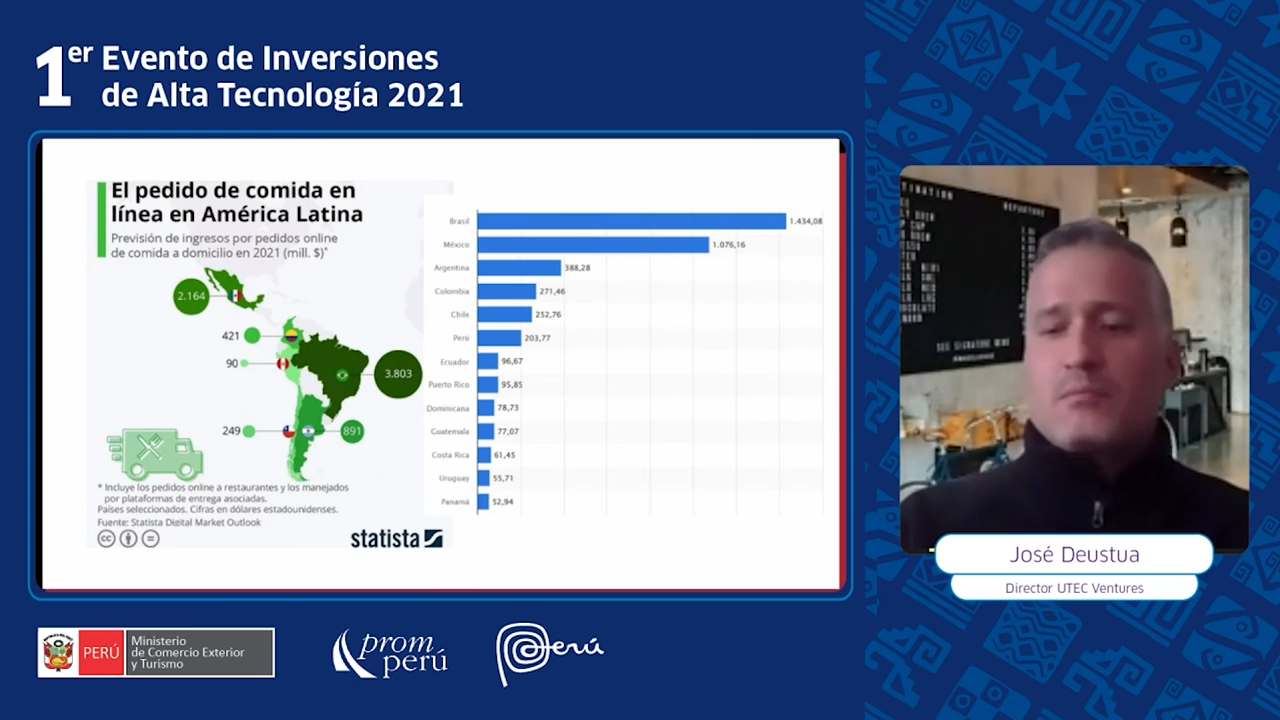 1er Evento de Inversiones
de Alta Tecnología 2021
El pedido de comida en
línea en América Latina
Previsión de ingresos por pedidos online
de comida a domicilio en 2021 (mill. $)*
2.164
421
90
3.803
249
891
* Incluye los pedidos online a restaurantes y los manejados
por plataformas de entrega asociadas.
Países seleccionados. Cifras en dólares estadounidenses.
Fuente: Statista Digital Market Outlook
cc
statista
Brasil 1.434,08
México 1.076,16
Argentina 388,28
Colombia 271,46
Chile 252,76
Perú 203,77
Ecuador 96,67
Puerto Rico 95,85
Dominicana 78,73
Guatemala 77,07
Costa Rica 61,45
Uruguay 55,71
Panamá 52,94
SEE SIGNATURE WINE
José Deustua
Director UTEC Ventures
PERÚ
Ministerio
de Comercio Exterior
y Turismo
prom
perú
Perú